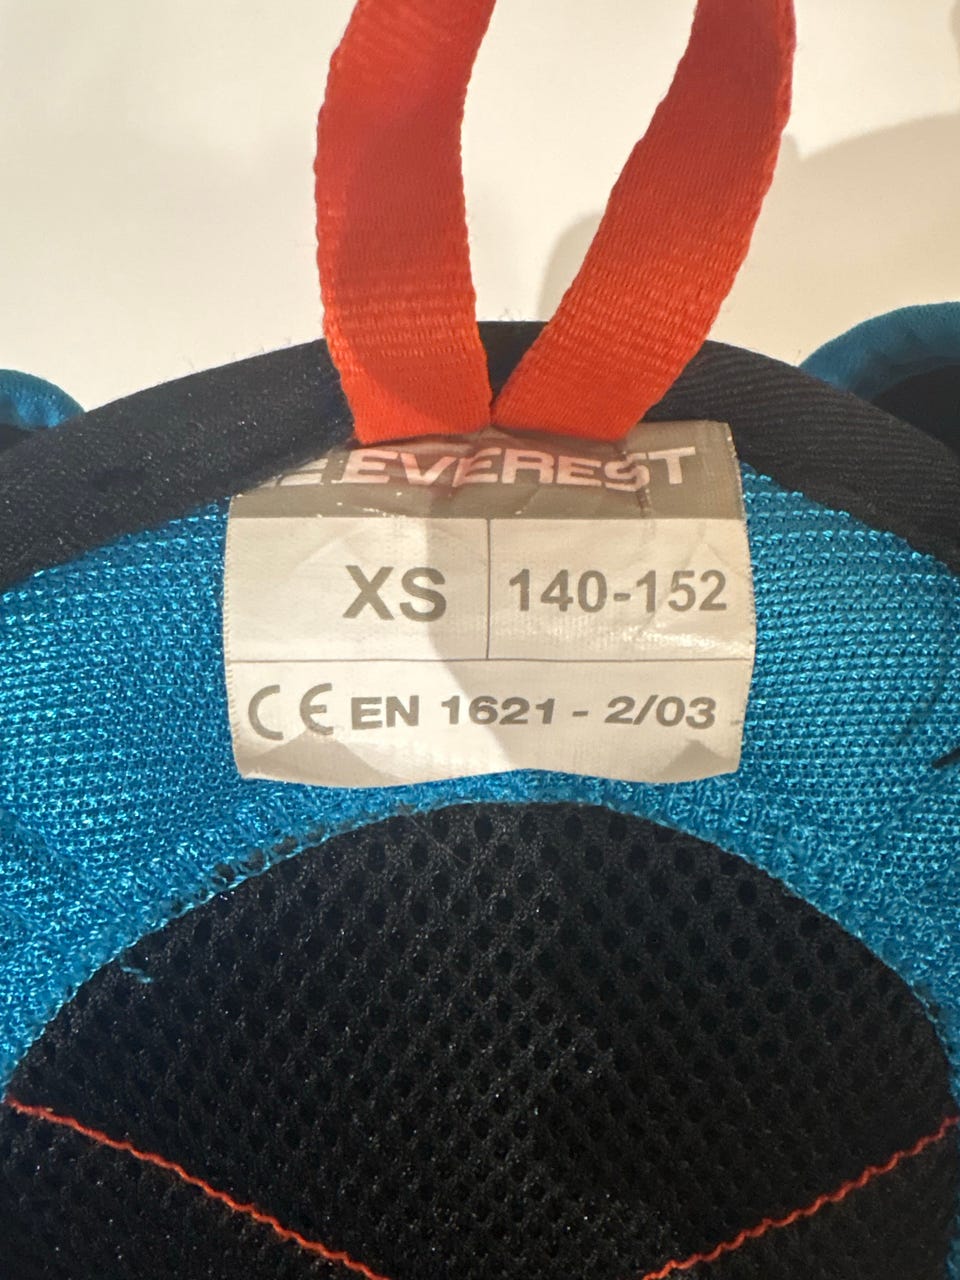 EVEREST
XS 140-152
CE EN 1621 - 2/03